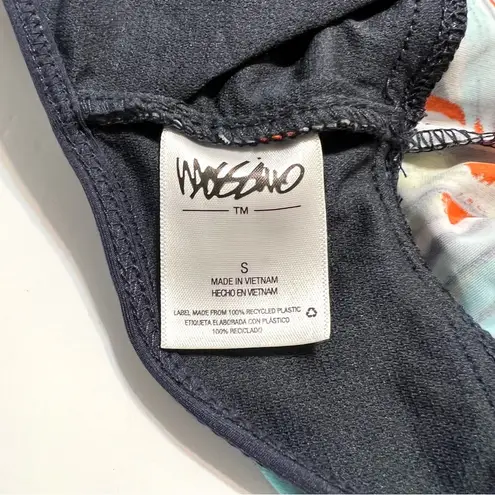 MOSSIMO
TM
S
MADE IN VIETNAM
HECHO EN VIETNAM
LABEL MADE FROM 100% RECYCLED PLASTIC
ETIQUETA ELABORADA CON PLÁSTICO
100% RECICLADO